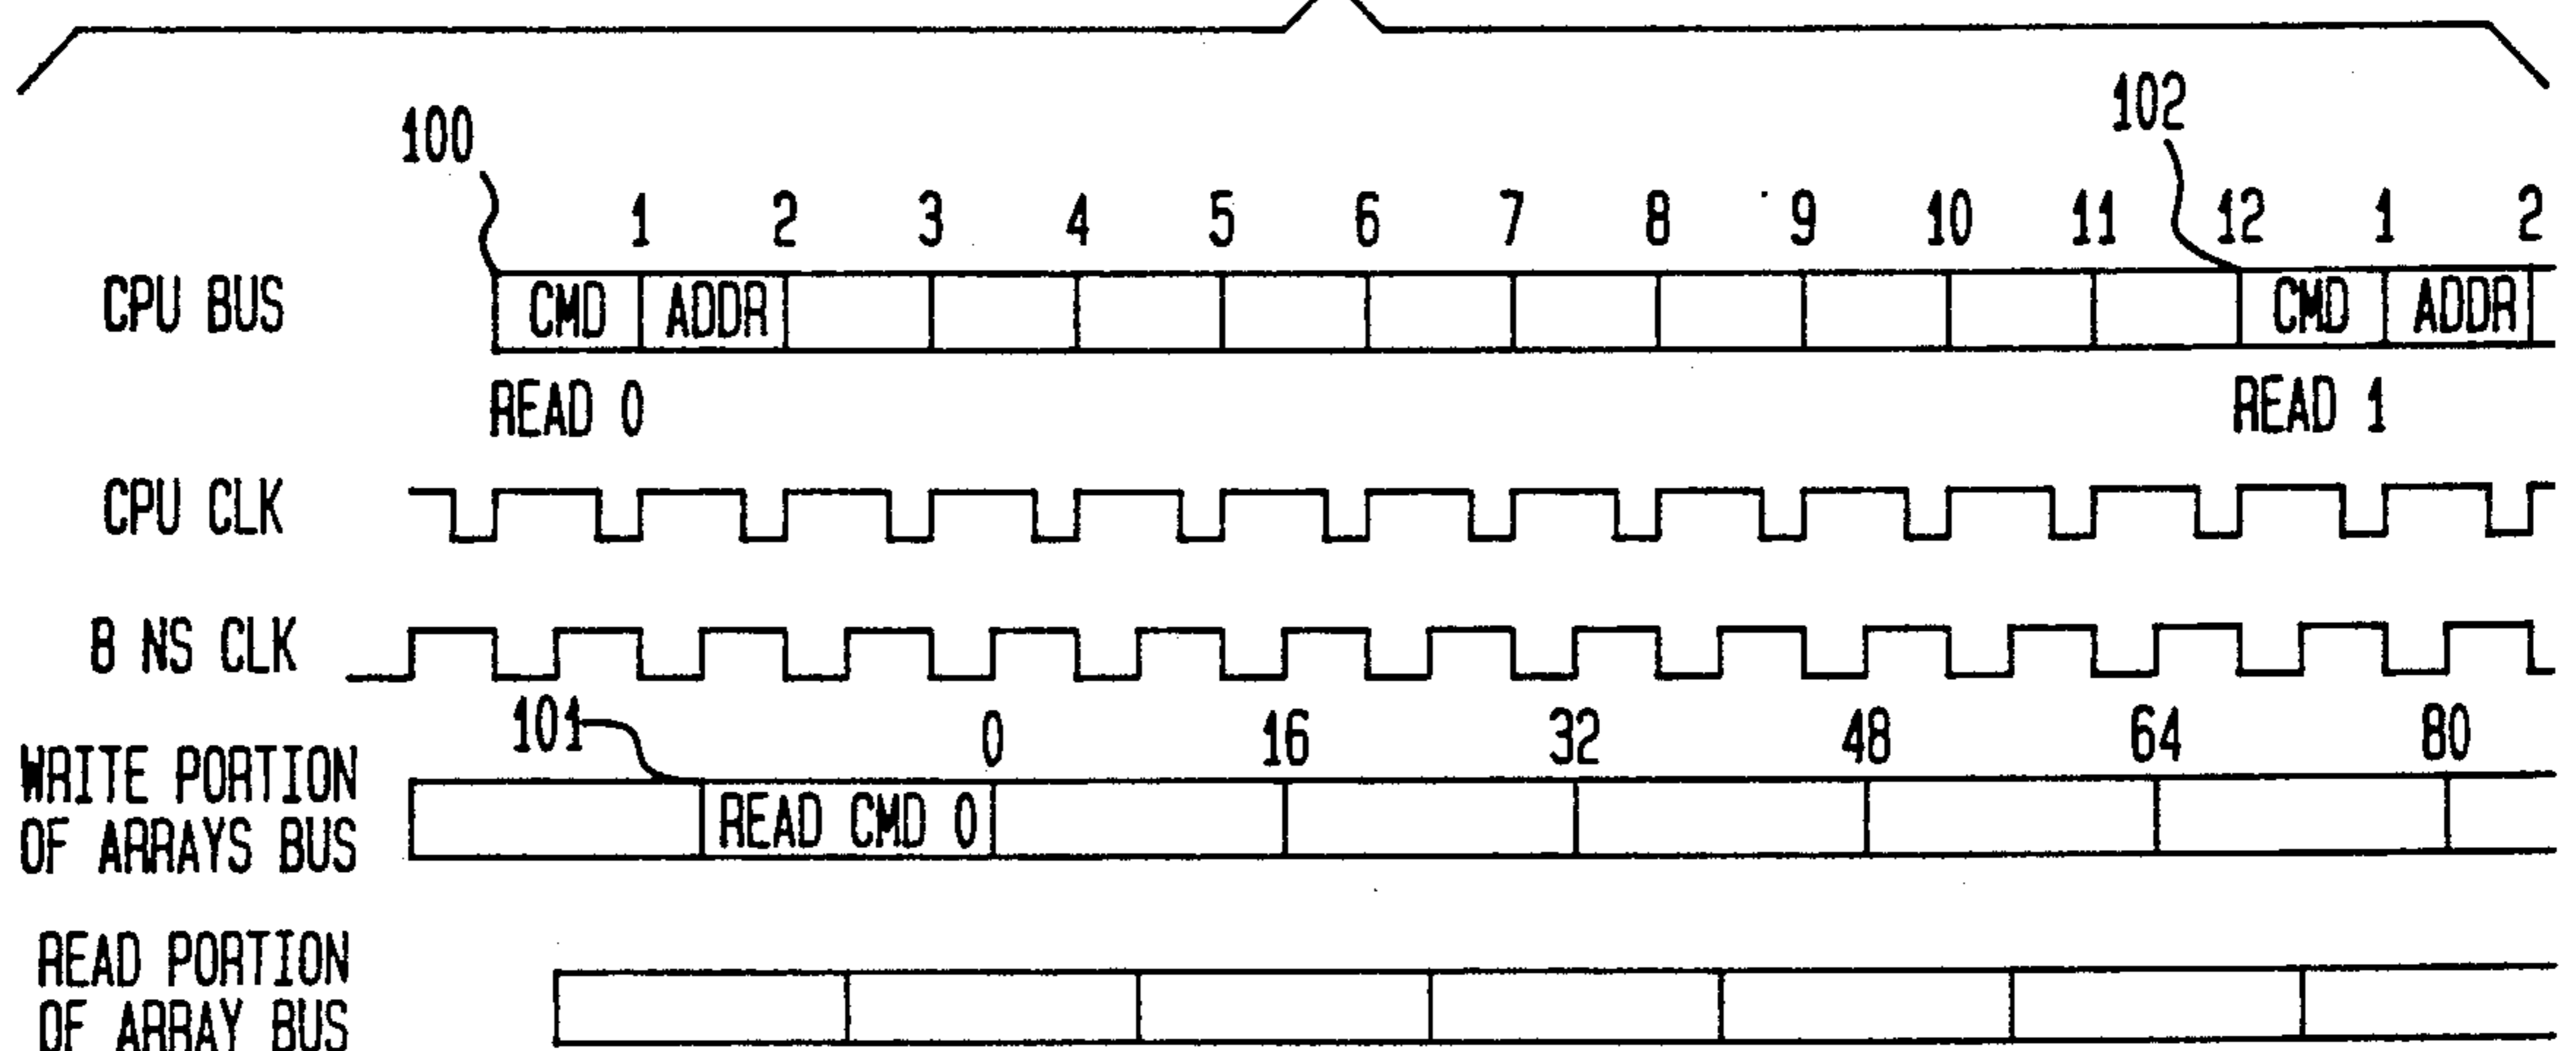 100
102
1 2 3 4 5 6 7 8 9 10 11 12 1 2
CPU BUS CMD ADDR CMD ADDR
READ 0 READ 1
CPU CLK
8 NS CLK
101 0 16 32 48 64 80
WRITE PORTION
OF ARRAYS BUS
READ CMD 0
READ PORTION
OF ARRAY BUS